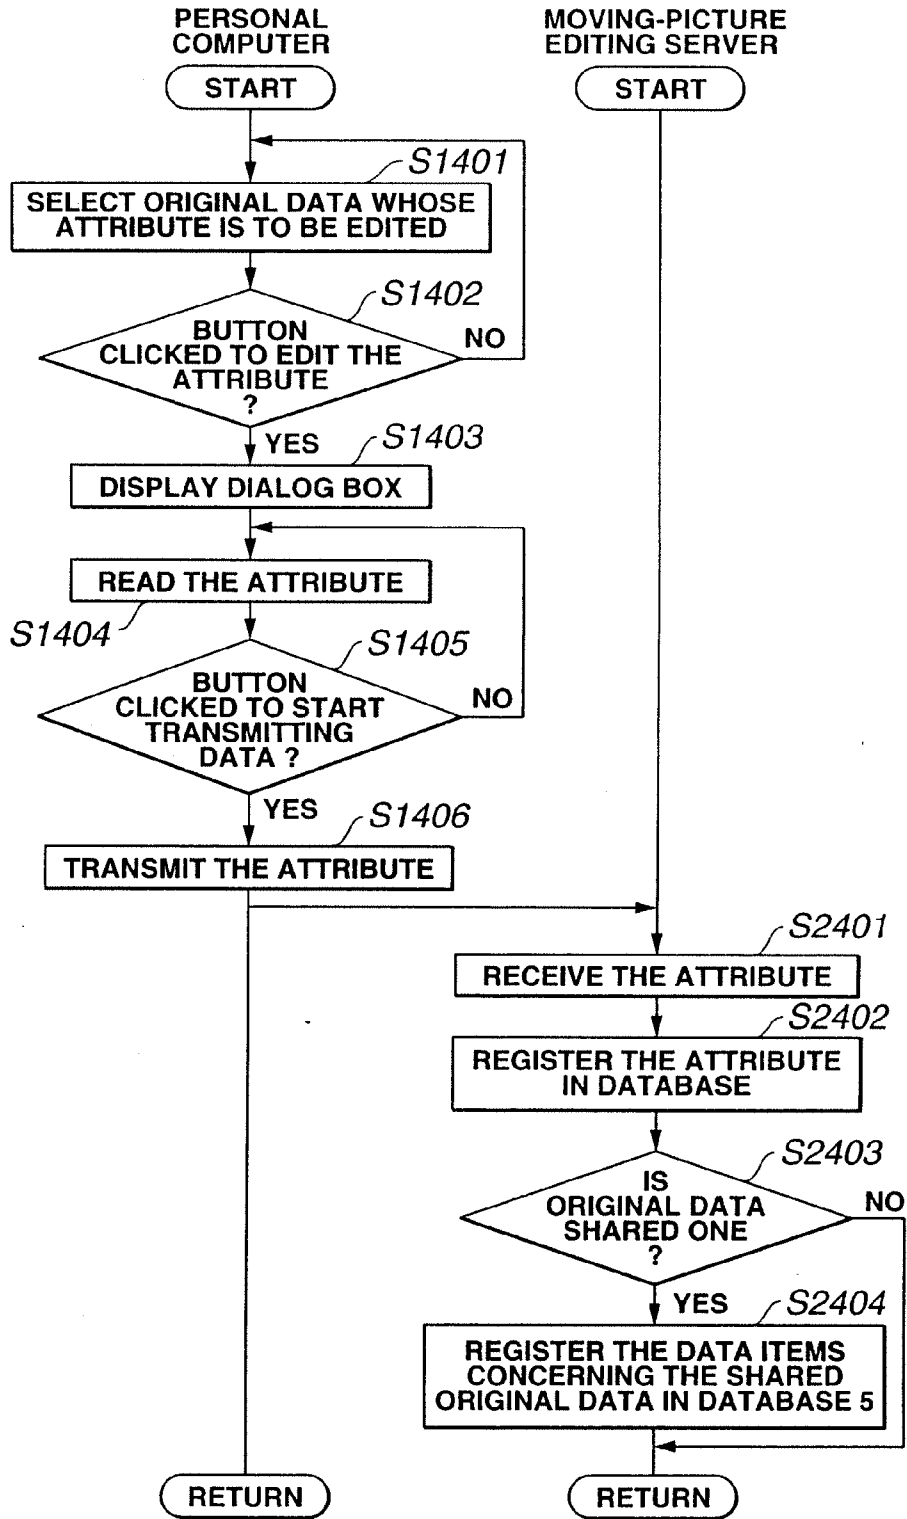 PERSONAL
COMPUTER
START
S1401
SELECT ORIGINAL DATA WHOSE
ATTRIBUTE IS TO BE EDITED
S1402
BUTTON
CLICKED TO EDIT THE
ATTRIBUTE
?
NO
YES
S1403
DISPLAY DIALOG BOX
READ THE ATTRIBUTE
S1404
S1405
BUTTON
CLICKED TO START
TRANSMITTING
DATA ?
NO
YES
S1406
TRANSMIT THE ATTRIBUTE
RETURN
MOVING-PICTURE
EDITING SERVER
START
S2401
RECEIVE THE ATTRIBUTE
S2402
REGISTER THE ATTRIBUTE
IN DATABASE
S2403
IS
ORIGINAL DATA
SHARED ONE
?
NO
YES
S2404
REGISTER THE DATA ITEMS
CONCERNING THE SHARED
ORIGINAL DATA IN DATABASE 5
RETURN